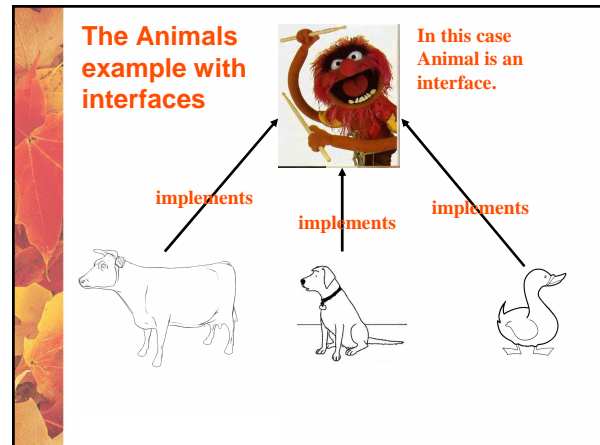 The Animals
example with
interfaces
In this case
Animal is an
interface.
implements
implements
implements